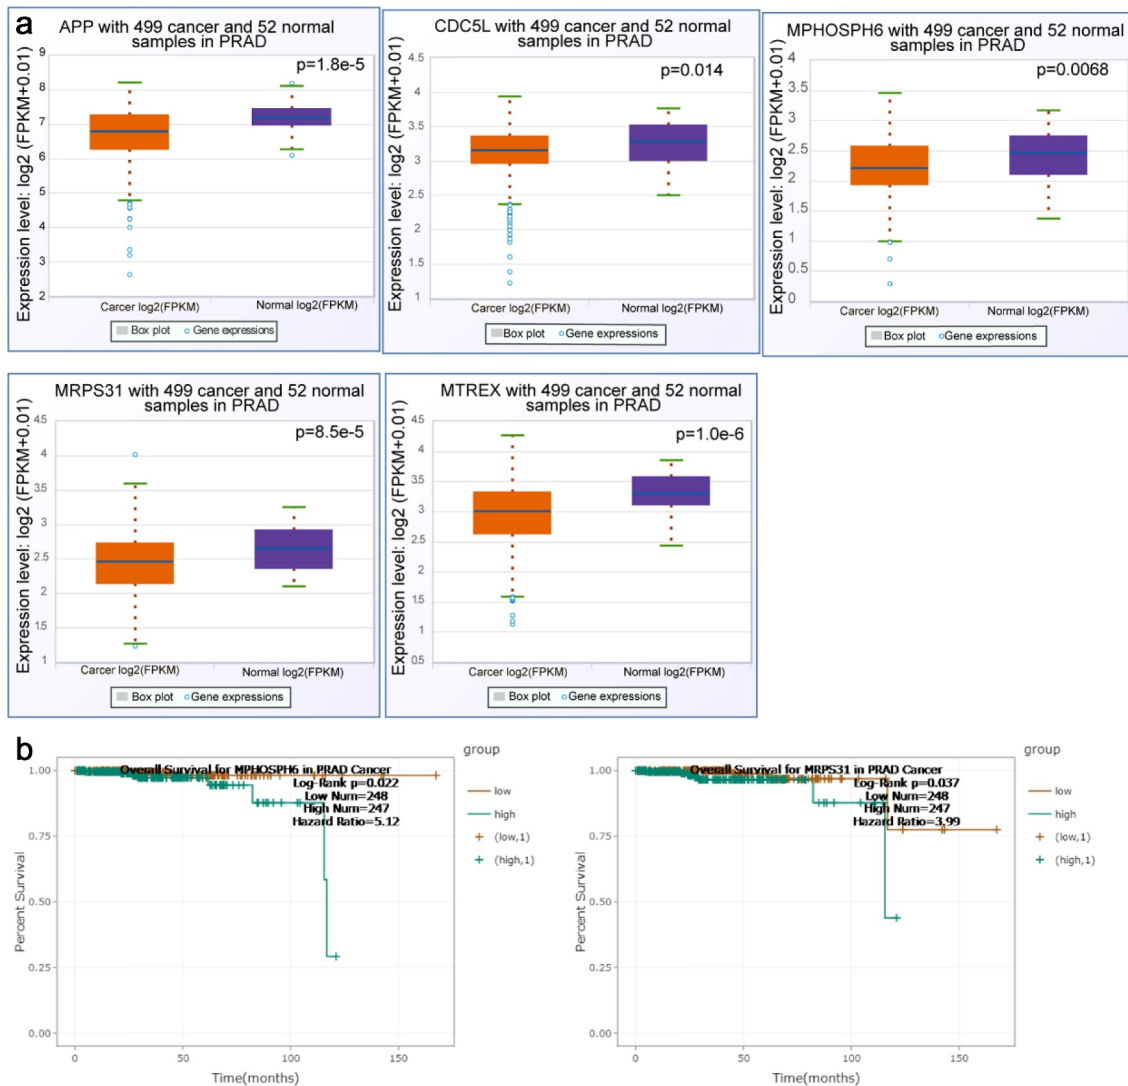 a
APP with 499 cancer and 52 normal
samples in PRAD
p=1.8e-5
Expression level: log2 (FPKM+0.01)
9
8
7
6
5
4
3
2
Carcer log2(FPKM)
Normal log2(FPKM)
Box plot
Gene expressions
CDC5L with 499 cancer and 52 normal
samples in PRAD
p=0.014
Expression level: log2 (FPKM+0.01)
4.5
4
3.5
3
2.5
2
1.5
1
Carcer log2(FPKM)
Normal log2(FPKM)
Box plot
Gene expressions
MPHOSPH6 with 499 cancer and 52 normal
samples in PRAD
p=0.0068
Expression level: log2 (FPKM+0.01)
4
3.5
3
2.5
2
1.5
1
0.5
0
Carcer log2(FPKM)
Normal log2(FPKM)
Box plot
Gene expressions
MRPS31 with 499 cancer and 52 normal
samples in PRAD
p=8.5e-5
Expression level: log2 (FPKM+0.01)
4.5
4
3.5
3
2.5
2
1.5
1
Carcer log2(FPKM)
Normal log2(FPKM)
Box plot
Gene expressions
MTREX with 499 cancer and 52 normal
samples in PRAD
p=1.0e-6
Expression level: log2 (FPKM+0.01)
4.5
4
3.5
3
2.5
2
1.5
1
0.5
Carcer log2(FPKM)
Normal log2(FPKM)
Box plot
Gene expressions
b
Overall Survival for MPHOSPH6 in PRAD Cancer
Log-Rank p=0.022
Low Num=248
High Num=247
Hazard Ratio=5.12
group
low
high
(low,1)
(high,1)
Percent Survival
1.00
0.75
0.50
0.25
0.00
0
50
100
150
Time(months)
Overall Survival for MRPS31 in PRAD Cancer
Log-Rank p=0.037
Low Num=248
High Num=247
Hazard Ratio=3.99
group
low
high
(low,1)
(high,1)
Percent Survival
1.00
0.75
0.50
0.25
0.00
0
50
100
150
Time(months)